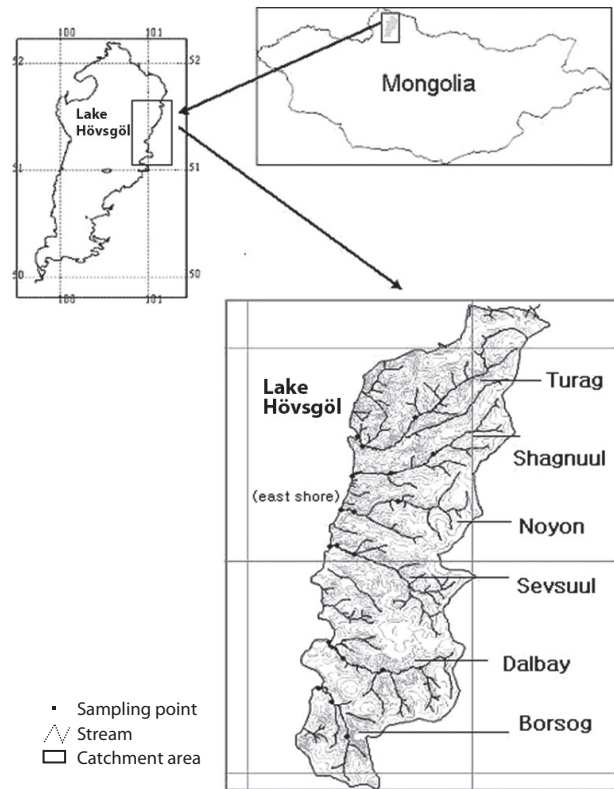 100
101
52
52
Lake
Hövsgöl
51
51
50
50
100
101
Mongolia
Lake
Hövsgöl
(east shore)
Turag
Shagnuul
Noyon
Sevsuul
Dalbay
Borsog
Sampling point
Stream
Catchment area